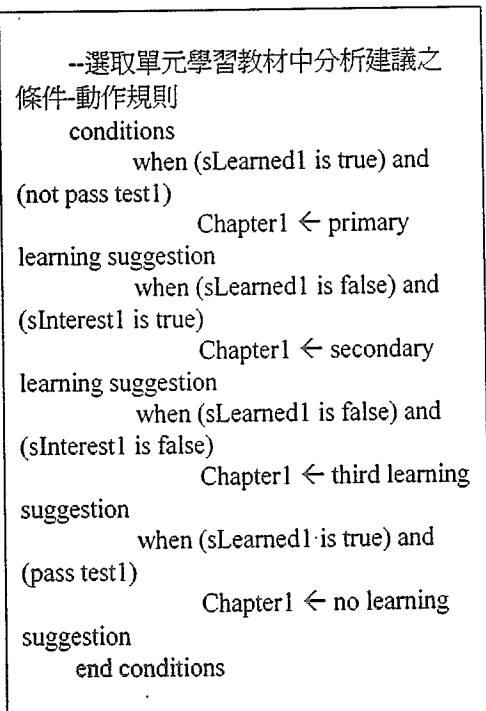 --選取單元學習教材中分析建議之
條件-動作規則
conditions
when (sLearned1 is true) and
(not pass test1)
Chapter1 ← primary
learning suggestion
when (sLearned1 is false) and
(sInterest1 is true)
Chapter1 ← secondary
learning suggestion
when (sLearned1 is false) and
(sInterest1 is false)
Chapter1 ← third learning
suggestion
when (sLearned1 is true) and
(pass test1)
Chapter1 ← no learning
suggestion
end conditions